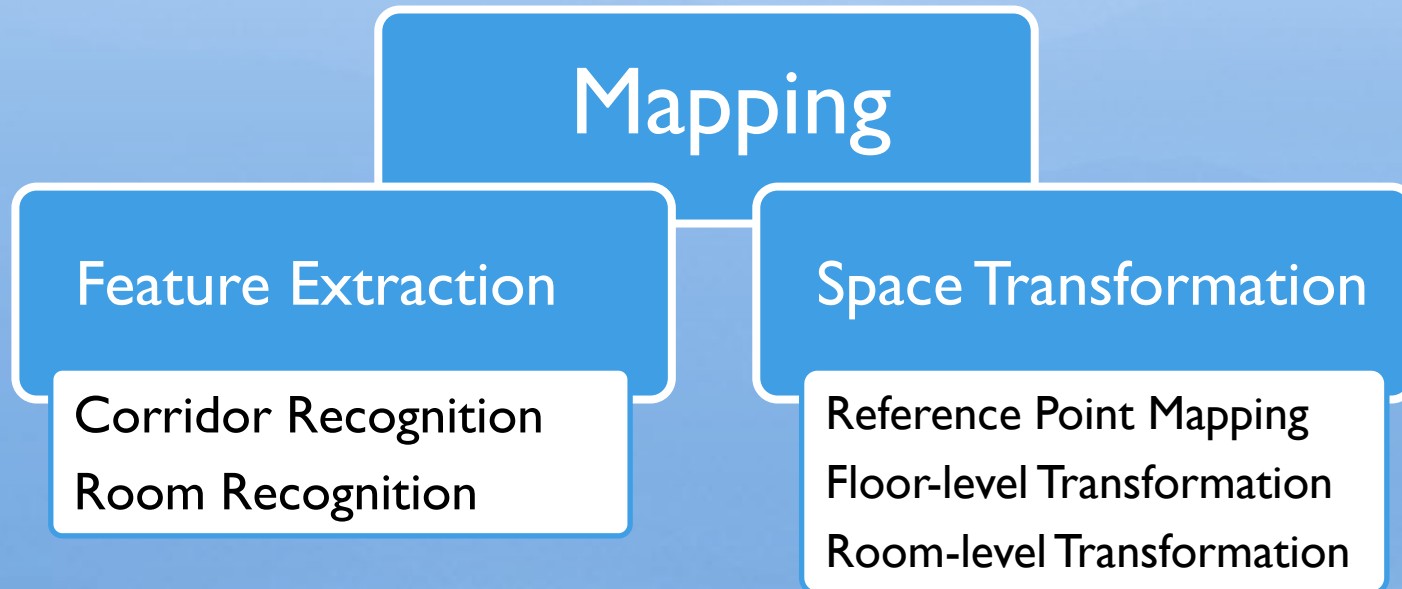 Mapping
Feature Extraction
Corridor Recognition
Room Recognition
Space Transformation
Reference Point Mapping
Floor-level Transformation
Room-level Transformation